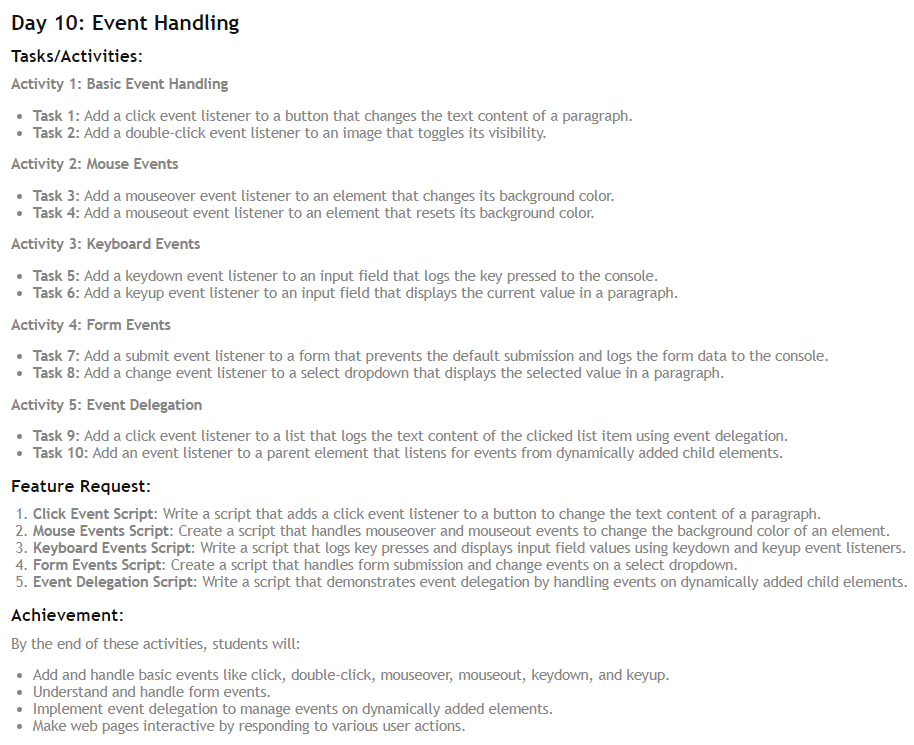 Day 10: Event Handling
Tasks/Activities:
Activity 1: Basic Event Handling
• Task 1: Add a click event listener to a button that changes the text content of a paragraph.
• Task 2: Add a double-click event listener to an image that toggles its visibility.
Activity 2: Mouse Events
• Task 3: Add a mouseover event listener to an element that changes its background color.
• Task 4: Add a mouseout event listener to an element that resets its background color.
Activity 3: Keyboard Events
• Task 5: Add a keydown event listener to an input field that logs the key pressed to the console.
• Task 6: Add a keyup event listener to an input field that displays the current value in a paragraph.
Activity 4: Form Events
• Task 7: Add a submit event listener to a form that prevents the default submission and logs the form data to the console.
• Task 8: Add a change event listener to a select dropdown that displays the selected value in a paragraph.
Activity 5: Event Delegation
• Task 9: Add a click event listener to a list that logs the text content of the clicked list item using event delegation.
• Task 10: Add an event listener to a parent element that listens for events from dynamically added child elements.
Feature Request:
1. Click Event Script: Write a script that adds a click event listener to a button to change the text content of a paragraph.
2. Mouse Events Script: Create a script that handles mouseover and mouseout events to change the background color of an element.
3. Keyboard Events Script: Write a script that logs key presses and displays input field values using keydown and keyup event listeners.
4. Form Events Script: Create a script that handles form submission and change events on a select dropdown.
5. Event Delegation Script: Write a script that demonstrates event delegation by handling events on dynamically added child elements.
Achievement:
By the end of these activities, students will:
• Add and handle basic events like click, double-click, mouseover, mouseout, keydown, and keyup.
• Understand and handle form events.
• Implement event delegation to manage events on dynamically added elements.
• Make web pages interactive by responding to various user actions.